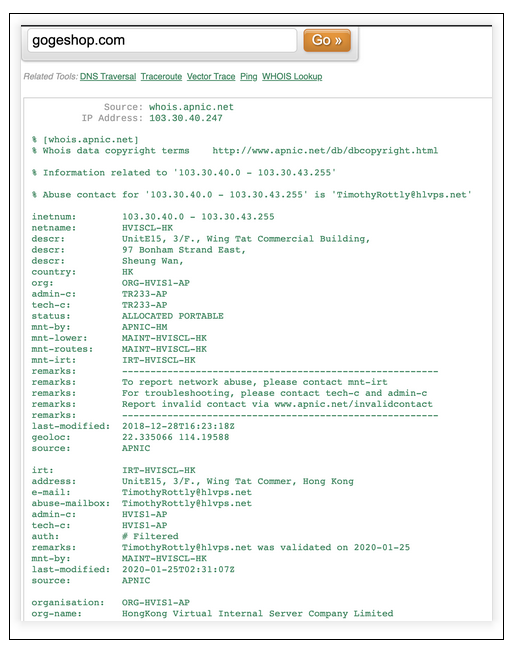 gogeshop.com
Go »
Related Tools: DNS Traversal Traceroute Vector Trace Ping WHOIS Lookup
Source: whois.apnic.net
IP Address: 103.30.40.247
% [whois.apnic.net]
% Whois data copyright terms    http://www.apnic.net/db/dbcopyright.html
% Information related to '103.30.40.0 - 103.30.43.255'
% Abuse contact for '103.30.40.0 - 103.30.43.255' is 'TimothyRottly@hlvps.net'
inetnum:        103.30.40.0 - 103.30.43.255
netname:        HVISCL-HK
descr:          UnitE15, 3/F., Wing Tat Commercial Building,
descr:          97 Bonham Strand East,
descr:          Sheung Wan,
country:        HK
org:            ORG-HVIS1-AP
admin-c:        TR233-AP
tech-c:         TR233-AP
status:         ALLOCATED PORTABLE
mnt-by:         APNIC-HM
mnt-lower:      MAINT-HVISCL-HK
mnt-routes:     MAINT-HVISCL-HK
mnt-irt:        IRT-HVISCL-HK
remarks:        --------------------------------------------------------
remarks:        To report network abuse, please contact mnt-irt
remarks:        For troubleshooting, please contact tech-c and admin-c
remarks:        Report invalid contact via www.apnic.net/invalidcontact
remarks:        --------------------------------------------------------
last-modified:  2018-12-28T16:23:18Z
geoloc:         22.335066 114.19588
source:         APNIC
irt:            IRT-HVISCL-HK
address:        UnitE15, 3/F., Wing Tat Commer, Hong Kong
e-mail:         TimothyRottly@hlvps.net
abuse-mailbox:  TimothyRottly@hlvps.net
admin-c:        HVIS1-AP
tech-c:         HVIS1-AP
auth:           # Filtered
remarks:        TimothyRottly@hlvps.net was validated on 2020-01-25
mnt-by:         MAINT-HVISCL-HK
last-modified:  2020-01-25T02:31:07Z
source:         APNIC
organisation:   ORG-HVIS1-AP
org-name:       HongKong Virtual Internal Server Company Limited